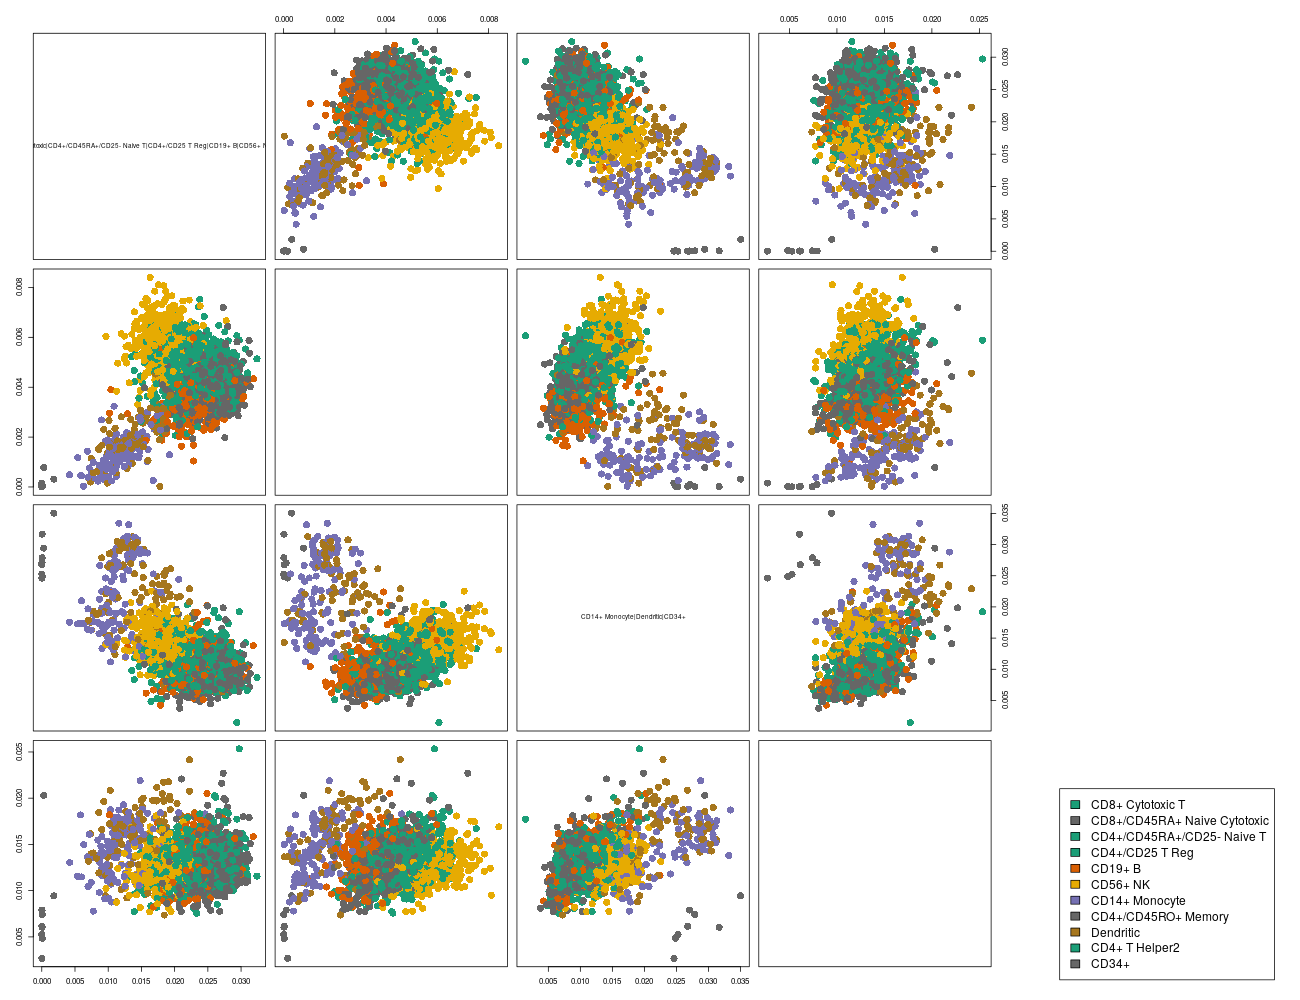 0.000 0.002 0.004 0.006 0.008
0.005 0.010 0.015 0.020 0.025
0.000 0.005 0.010 0.015 0.020 0.025 0.030
CD4+/CD45RA+/CD25- Naive T|CD4+/CD25 T Reg|CD19+ B|CD56+
0.000 0.002 0.004 0.006 0.008
CD14+ Monocyte|Dendritic|CD34+
0.005 0.010 0.015 0.020 0.025 0.030 0.035
0.005 0.010 0.015 0.020 0.025
0.000 0.005 0.010 0.015 0.020 0.025 0.030
0.005 0.010 0.015 0.020 0.025 0.030 0.035
CD8+ Cytotoxic T
CD8+/CD45RA+ Naive Cytotoxic
CD4+/CD45RA+/CD25- Naive T
CD4+/CD25 T Reg
CD19+ B
CD56+ NK
CD14+ Monocyte
CD4+/CD45RO+ Memory
Dendritic
CD4+ T Helper2
CD34+